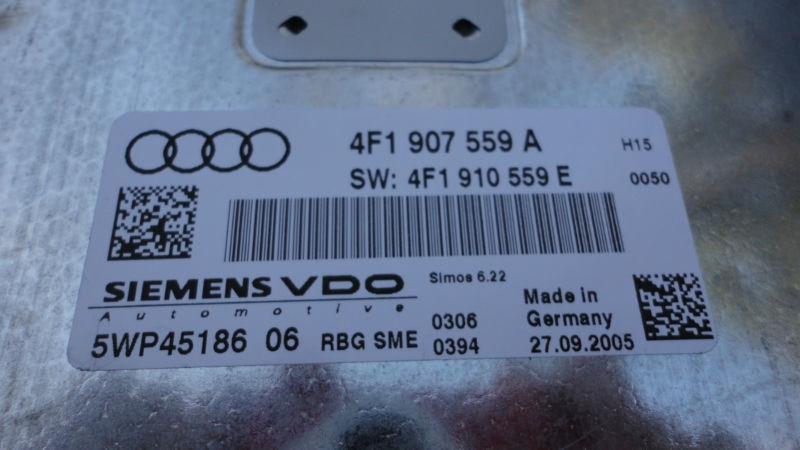 4F1 907 559 A
H15
SW: 4F1 910 559 E
0050
SIEMENS VDO
Automotive
Simos 6.22
5WP45186 06
RBG SME
0306
0394
Made in
Germany
27.09.2005